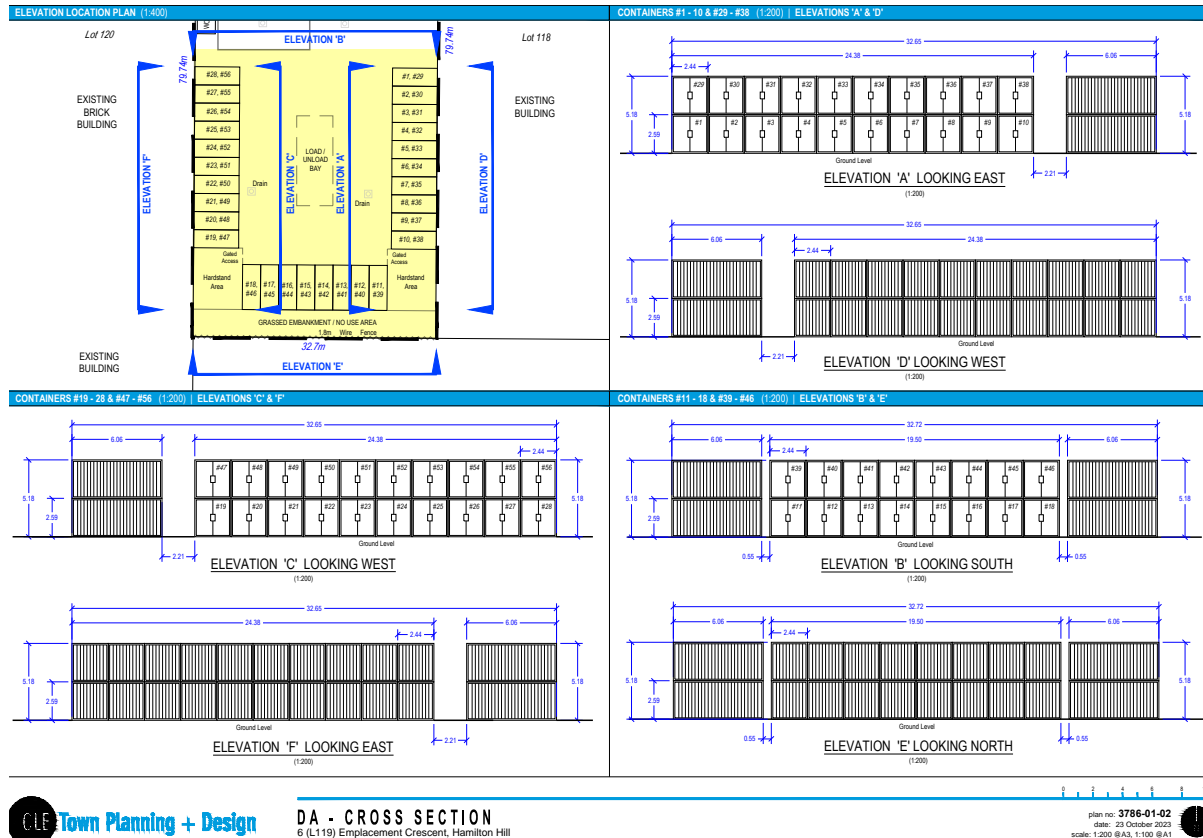 ELEVATION LOCATION PLAN (1:400)
Lot 120
Lot 118
WC
ELEVATION 'B'
79.74m
79.74m
EXISTING
BRICK
BUILDING
EXISTING
BUILDING
#28, #56
#27, #55
#26, #54
#25, #53
#24, #52
#23, #51
#22, #50
#21, #49
#20, #48
#19, #47
#1, #29
#2, #30
#3, #31
#4, #32
#5, #33
#6, #34
#7, #35
#8, #36
#9, #37
#10, #38
LOAD /
UNLOAD
BAY
Drain
Drain
ELEVATION 'F'
ELEVATION 'C'
ELEVATION 'A'
ELEVATION 'D'
Gated
Access
Gated
Access
Hardstand
Area
Hardstand
Area
#18, #17, #16, #15, #14, #13, #12, #11,
#46 #45 #44 #43 #42 #41 #40 #39
GRASSED EMBANKMENT / NO USE AREA
1.8m Wire Fence
32.7m
EXISTING
BUILDING
ELEVATION 'E'
CONTAINERS #1 - 10 & #29 - #38 (1:200) | ELEVATIONS 'A' & 'D'
32.65
24.38
6.06
2.44
#29 #30 #31 #32 #33 #34 #35 #36 #37 #38
5.18
5.18
2.59
#1 #2 #3 #4 #5 #6 #7 #8 #9 #10
Ground Level
2.21
ELEVATION 'A' LOOKING EAST
(1:200)
32.65
6.06
24.38
2.44
5.18
5.18
2.59
Ground Level
2.21
ELEVATION 'D' LOOKING WEST
(1:200)
CONTAINERS #19 - 28 & #47 - #56 (1:200) | ELEVATIONS 'C' & 'F'
32.65
6.06
24.38
2.44
#47 #48 #49 #50 #51 #52 #53 #54 #55 #56
5.18
5.18
2.59
#19 #20 #21 #22 #23 #24 #25 #26 #27 #28
Ground Level
2.21
ELEVATION 'C' LOOKING WEST
(1:200)
32.65
24.38
6.06
2.44
5.18
5.18
2.59
Ground Level
2.21
ELEVATION 'F' LOOKING EAST
(1:200)
CONTAINERS #11 - 18 & #39 - #46 (1:200) | ELEVATIONS 'B' & 'E'
32.72
6.06
19.50
6.06
2.44
#39 #40 #41 #42 #43 #44 #45 #46
5.18
5.18
2.59
#11 #12 #13 #14 #15 #16 #17 #18
Ground Level
0.55
0.55
ELEVATION 'B' LOOKING SOUTH
(1:200)
32.72
6.06
19.50
6.06
2.44
5.18
5.18
2.59
Ground Level
0.55
0.55
ELEVATION 'E' LOOKING NORTH
(1:200)
CLE Town Planning + Design
DA - CROSS SECTION
6 (L119) Emplacement Crescent, Hamilton Hill
0 2 4 6 8
plan no: 3786-01-02
date: 23 October 2023
scale: 1:200 @A3, 1:100 @A1